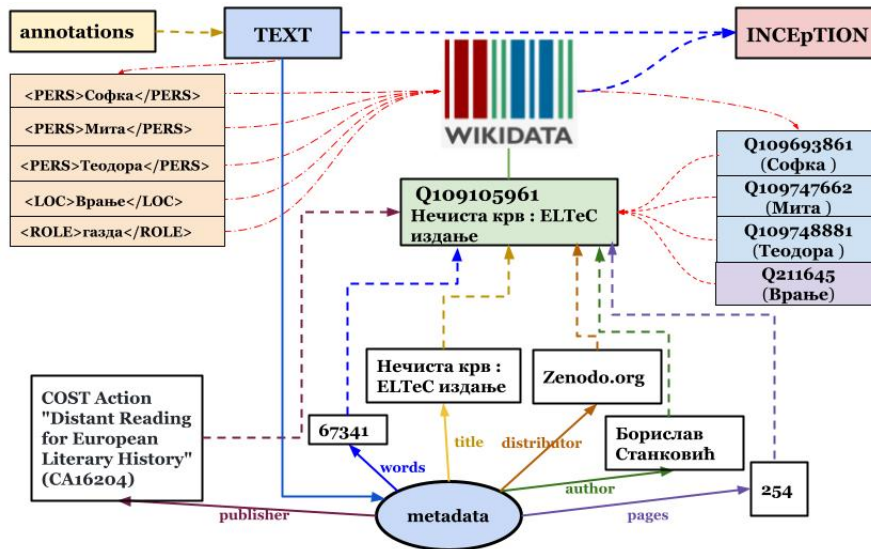 annotations
TEXT
INCEpTION
<PERS>Софка</PERS>
<PERS>Мита</PERS>
<PERS>Теодора</PERS>
<LOC>Врање</LOC>
<ROLE>газда</ROLE>
WIKIDATA
Q109693861
(Софка )
Q109747662
(Мита )
Q109748881
(Теодора )
Q211645
(Врање)
Q109105961
Нечиста крв : ELTeC
издање
COST Action
"Distant Reading
for European
Literary History"
(CA16204)
67341
Нечиста крв :
ELTeC издање
Zenodo.org
Борислав
Станковић
254
publisher
words
title
distributor
author
pages
metadata